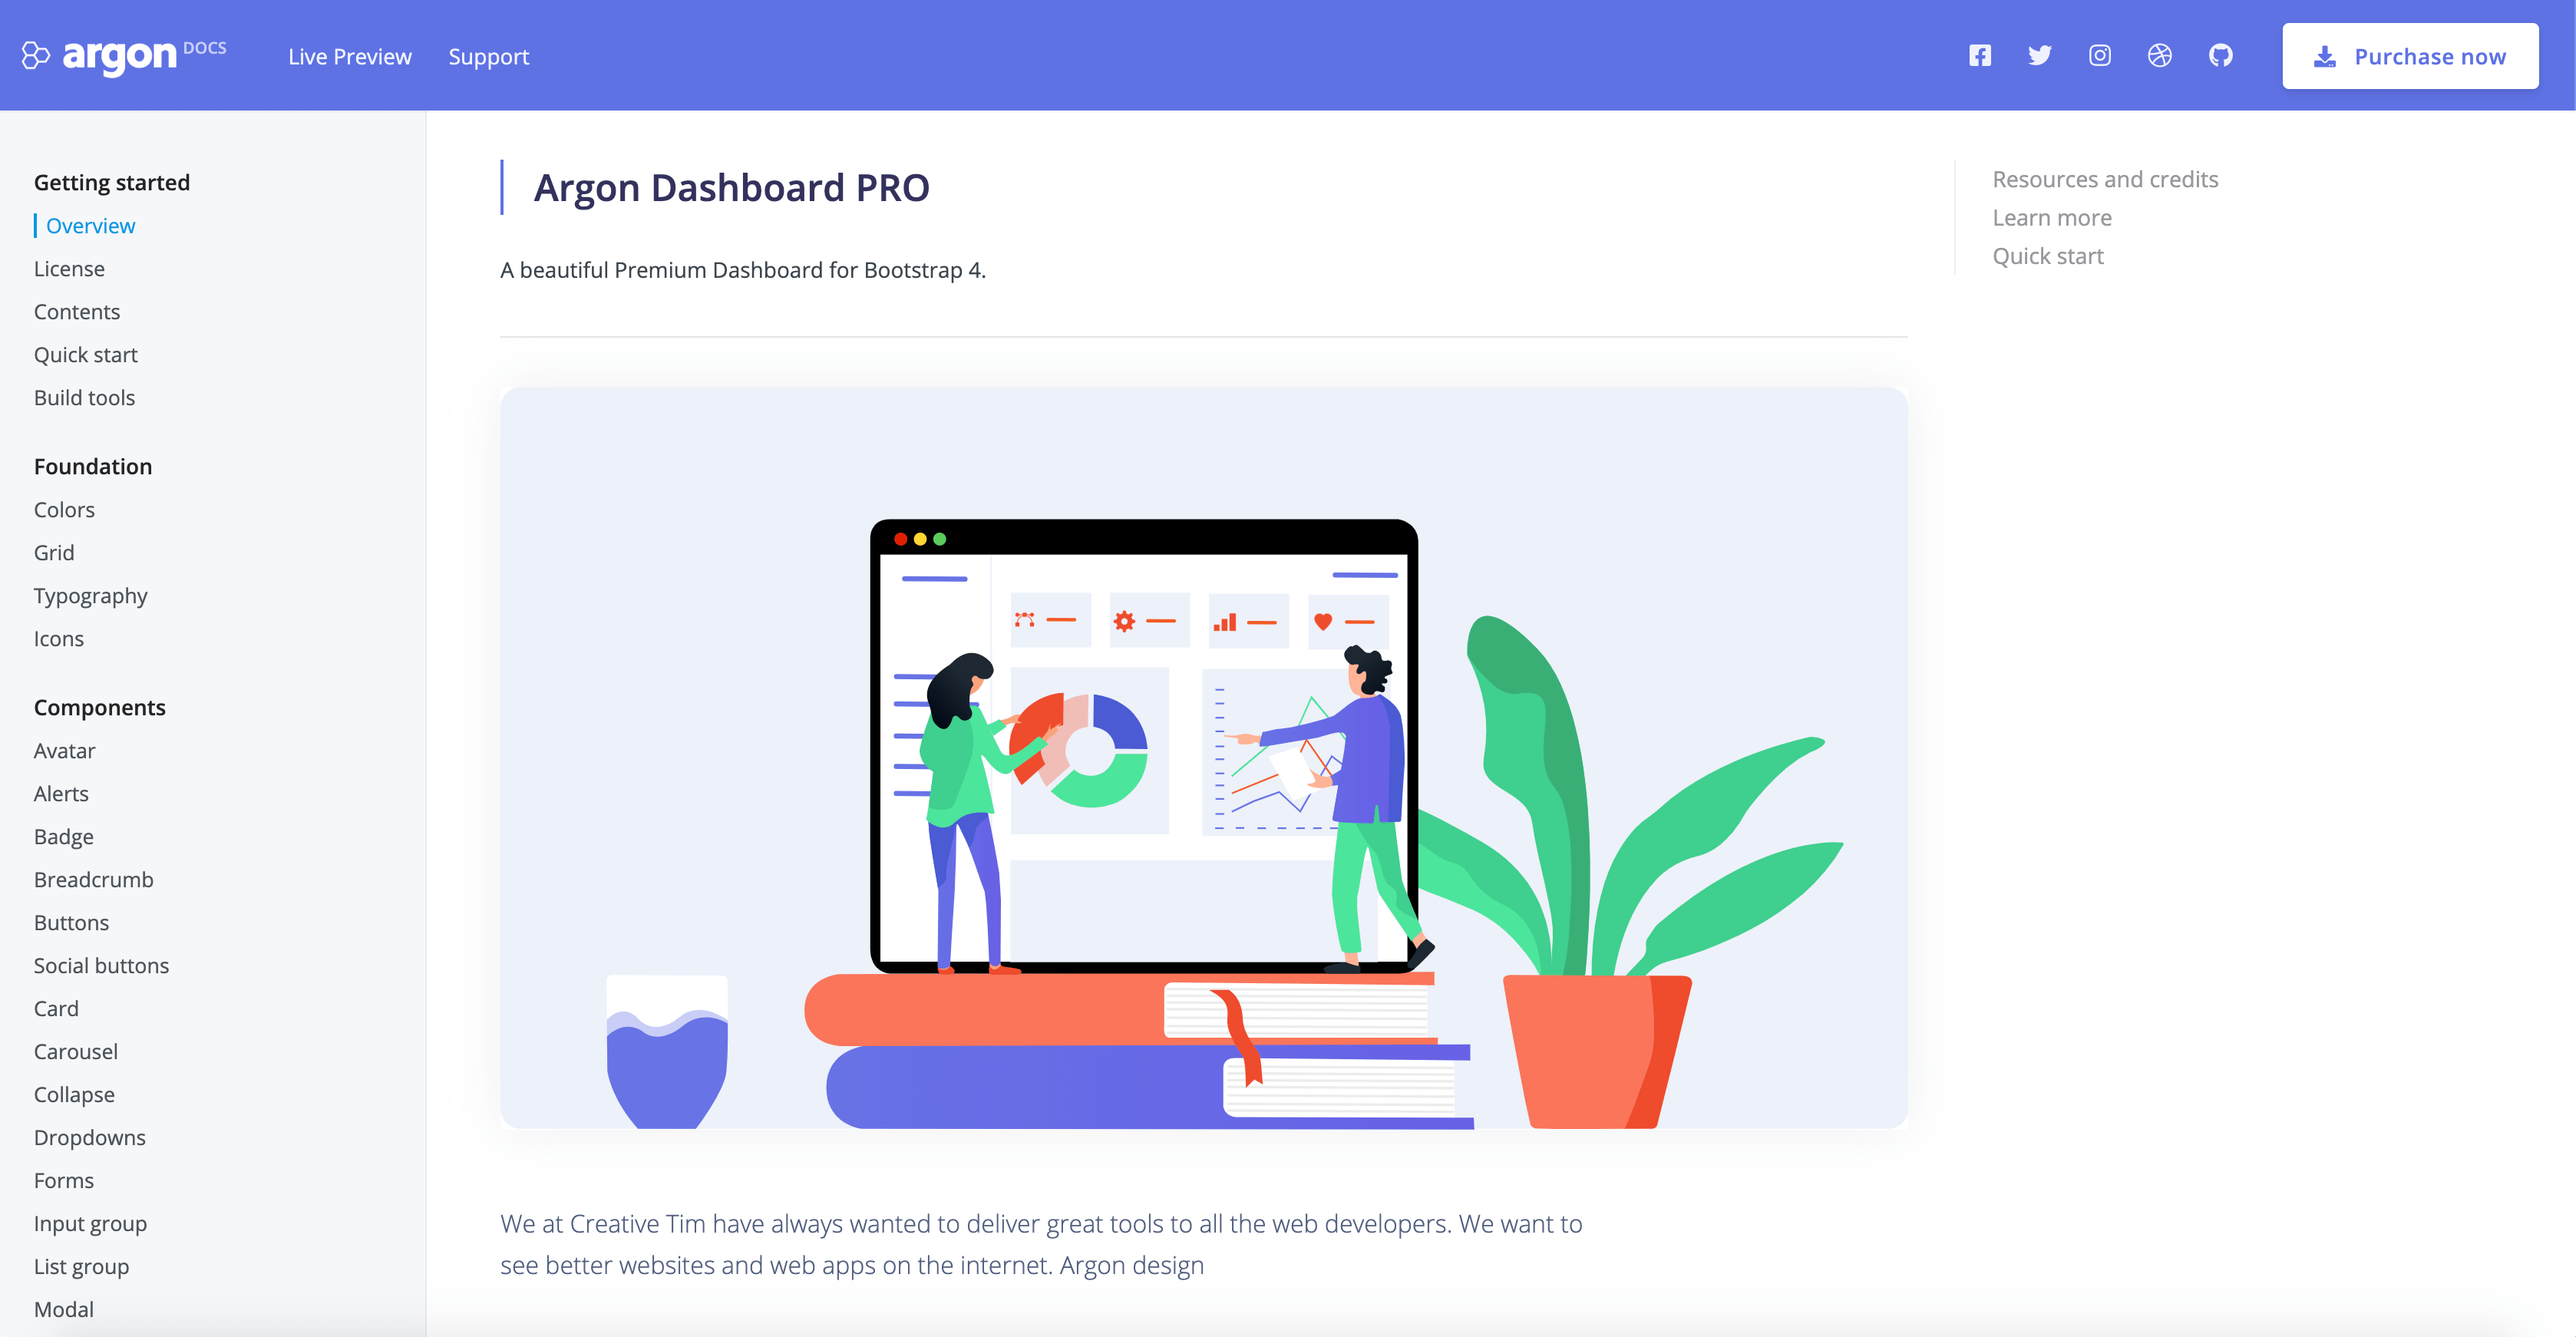 argon DOCS
Live Preview
Support
Purchase now
Getting started
Overview
License
Contents
Quick start
Build tools
Foundation
Colors
Grid
Typography
Icons
Components
Avatar
Alerts
Badge
Breadcrumb
Buttons
Social buttons
Card
Carousel
Collapse
Dropdowns
Forms
Input group
List group
Modal
Argon Dashboard PRO
A beautiful Premium Dashboard for Bootstrap 4.
We at Creative Tim have always wanted to deliver great tools to all the web developers. We want to
see better websites and web apps on the internet. Argon design
Resources and credits
Learn more
Quick start